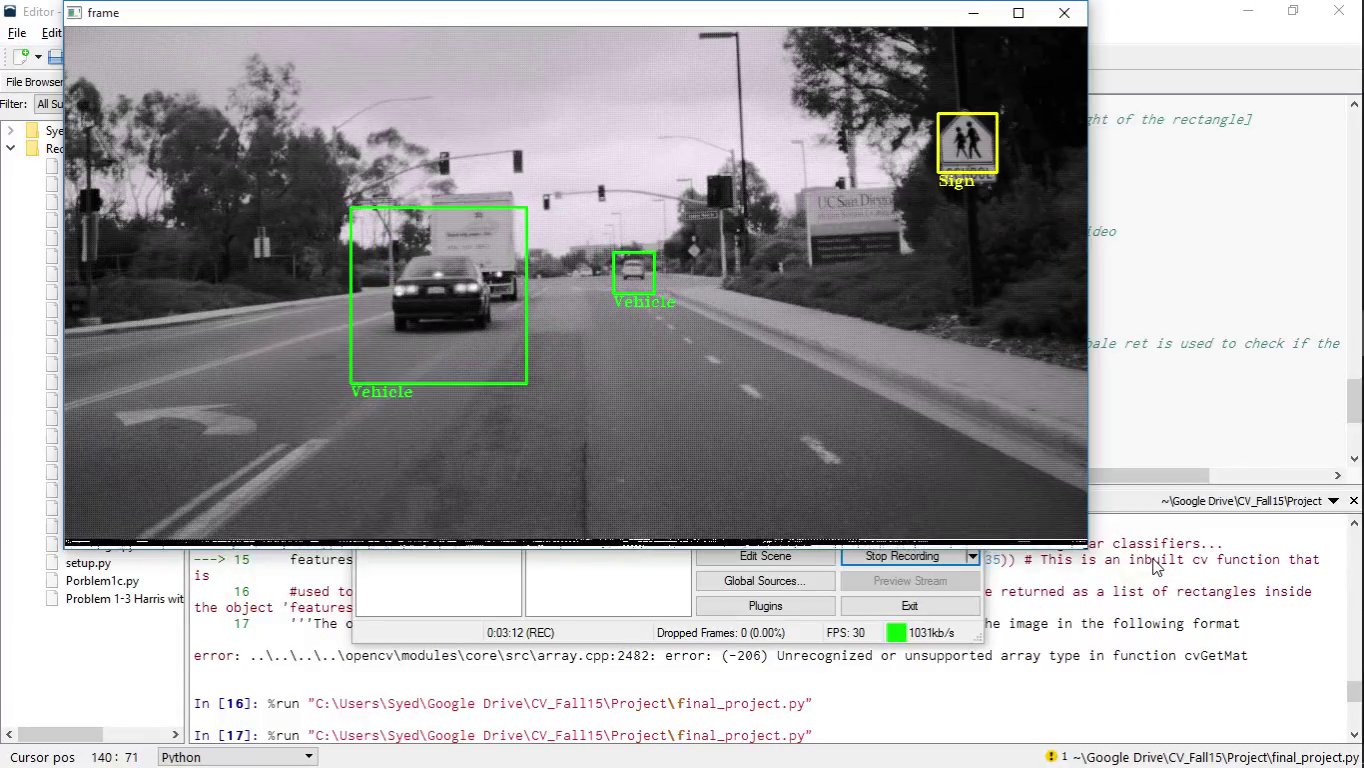 Editor -
frame
File
Edit
File Browser
Filter:
All Su
Sye
Rec
setup.py
Porblem1c.py
Problem 1-3 Harris wit
Sign
SCHOOL
UC San Diego
Vehicle
Vehicle
ght of the rectangle]
ideo
ale ret is used to check if the
~\Google Drive\CV_Fall15\Project
ar classifiers...
---> 15     features
35)) # This is an inbuilt cv function that
is
16     #used to
e returned as a list of rectangles inside
the object 'features
17     '''The o
he image in the following format
error: ..\..\..\..\opencv\modules\core\src\array.cpp:2482: error: (-206) Unrecognized or unsupported array type in function cvGetMat
In [16]: %run "C:\Users\Syed\Google Drive\CV_Fall15\Project\final_project.py"
In [17]: %run "C:\Users\Syed\Google Drive\CV_Fall15\Project\final_project.py"
Edit Scene
Stop Recording
Global Sources...
Preview Stream
Plugins
Exit
0:03:12 (REC)
Dropped Frames: 0 (0.00%)
FPS: 30
1031kb/s
Cursor pos
140: 71
Python
1
~\Google Drive\CV_Fall15\Project\final_project.py